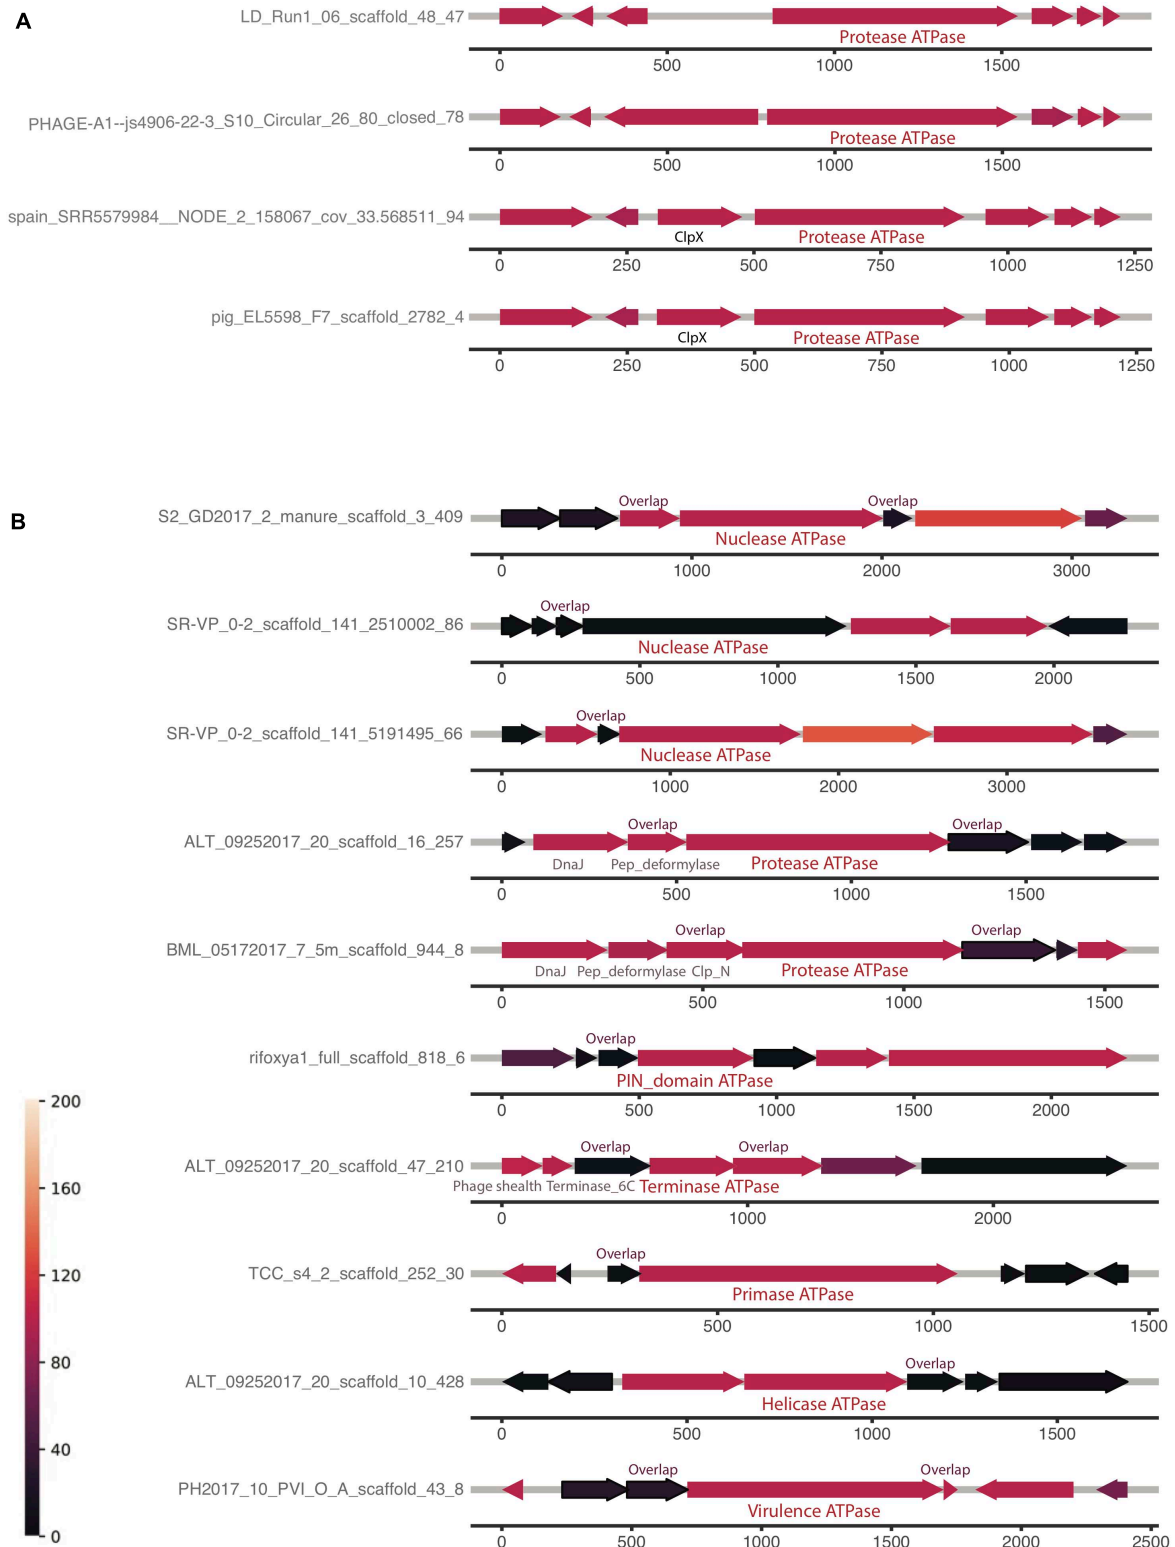 A
LD_Run1_06_scaffold_48_47
Protease ATPase
0 500 1000 1500
PHAGE-A1--js4906-22-3_S10_Circular_26_80_closed_78
Protease ATPase
0 500 1000 1500
spain_SRR5579984__NODE_2_158067_cov_33.568511_94
ClpX Protease ATPase
0 250 500 750 1000 1250
pig_EL5598_F7_scaffold_2782_4
ClpX Protease ATPase
0 250 500 750 1000 1250
B
Overlap Overlap
S2_GD2017_2_manure_scaffold_3_409
Nuclease ATPase
0 1000 2000 3000
Overlap
SR-VP_0-2_scaffold_141_2510002_86
Nuclease ATPase
0 500 1000 1500 2000
Overlap
SR-VP_0-2_scaffold_141_5191495_66
Nuclease ATPase
0 1000 2000 3000
Overlap Overlap
ALT_09252017_20_scaffold_16_257
DnaJ Pep_deformylase Protease ATPase
0 500 1000 1500
Overlap Overlap
BML_05172017_7_5m_scaffold_944_8
DnaJ Pep_deformylase Clp_N Protease ATPase
0 500 1000 1500
Overlap
rifoxya1_full_scaffold_818_6
PIN_domain ATPase
0 500 1000 1500 2000
Overlap Overlap
ALT_09252017_20_scaffold_47_210
Phage shealth Terminase_6C Terminase ATPase
0 1000 2000
Overlap
TCC_s4_2_scaffold_252_30
Primase ATPase
0 500 1000 1500
Overlap
ALT_09252017_20_scaffold_10_428
Helicase ATPase
0 500 1000 1500
Overlap Overlap
PH2017_10_PVI_O_A_scaffold_43_8
Virulence ATPase
0 500 1000 1500 2000 2500
200
160
120
80
40
0